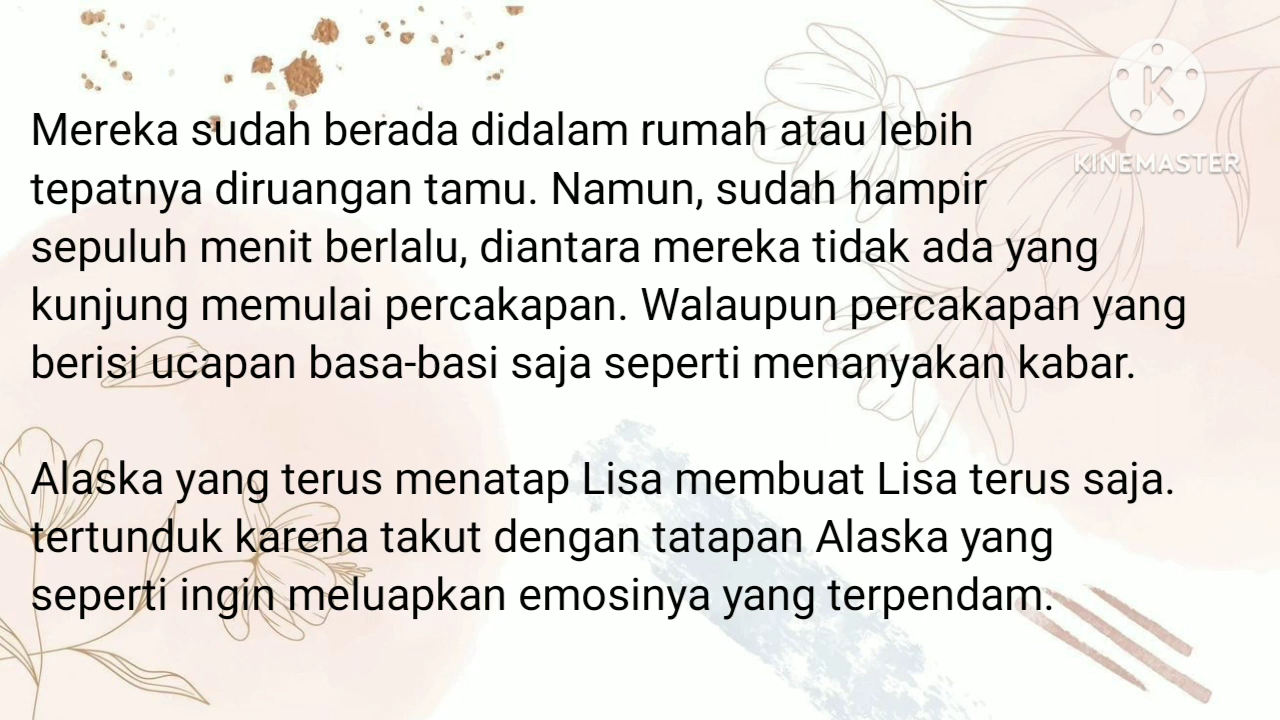 Mereka sudah berada didalam rumah atau lebih
tepatnya diruangan tamu. Namun, sudah hampir
sepuluh menit berlalu, diantara mereka tidak ada yang
kunjung memulai percakapan. Walaupun percakapan yang
berisi ucapan basa-basi saja seperti menanyakan kabar.
Alaska yang terus menatap Lisa membuat Lisa terus saja.
tertunduk karena takut dengan tatapan Alaska yang
seperti ingin meluapkan emosinya yang terpendam.
K
KINEMASTER